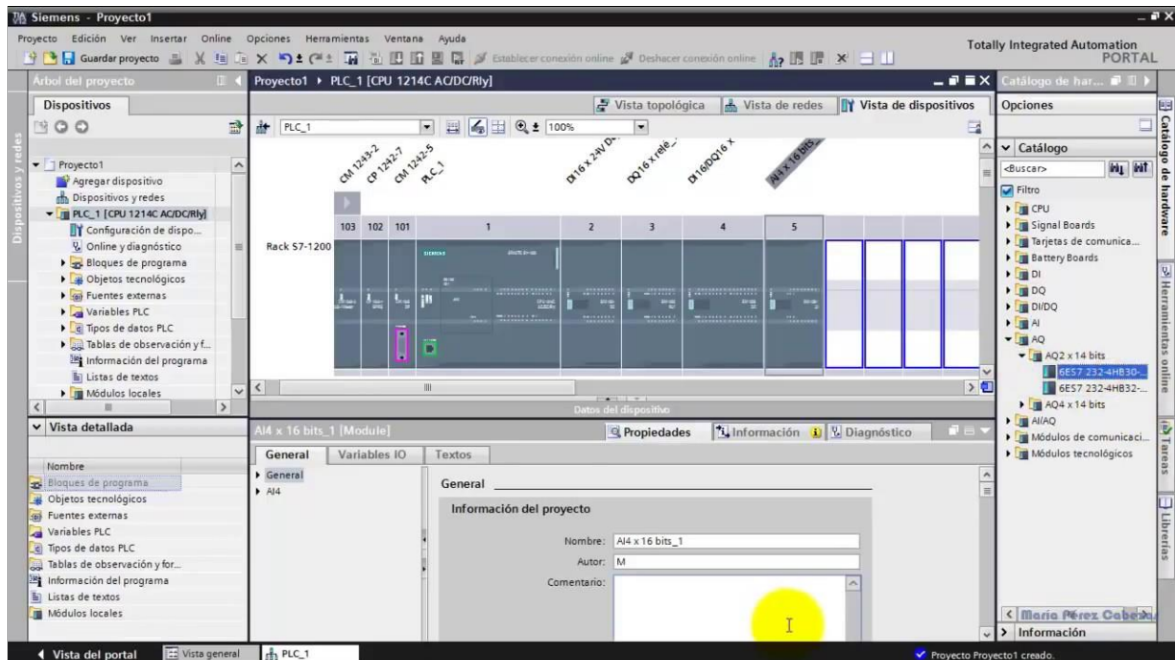 Siemens - Proyecto1
Proyecto Edición Ver Insertar Online Opciones Herramientas Ventana Ayuda
Totally Integrated Automation
PORTAL
Guardar proyecto
Establecer conexión online
Deshacer conexión online
Árbol del proyecto
Proyecto1 PLC_1 [CPU 1214C AC/DC/Rly]
Catálogo de har...
Dispositivos
Vista topológica
Vista de redes
Vista de dispositivos
Opciones
PLC_1
100%
Dispositivos y redes
Proyecto1
Agregar dispositivo
Dispositivos y redes
PLC_1 [CPU 1214C AC/DC/Rly]
Configuración de dispo...
Online y diagnóstico
Bloques de programa
Objetos tecnológicos
Fuentes externas
Variables PLC
Tipos de datos PLC
Tablas de observación y f...
Información del programa
Listas de textos
Módulos locales
CM 1243-2
CP 1242-7
CM 1242-5
PLC_1
DI16 x 24V D
DQ16 x relé_
DI16/DQ16 x
AI4 x 16 bits_
103 102 101 1 2 3 4 5
Rack S7-1200
SIEMENS
Datos del dispositivo
Catálogo
<Buscar>
Filtro
CPU
Signal Boards
Tarjetas de comunica...
Battery Boards
DI
DQ
DI/DQ
AI
AQ
AQ2 x 14 bits
6ES7 232-4HB30-...
6ES7 232-4HB32-...
AQ4 x 14 bits
AI/AQ
Módulos de comunicaci...
Módulos tecnológicos
Catálogo de hardware
Herramientas online
Tareas
Librerías
Vista detallada
Nombre
Bloques de programa
Objetos tecnológicos
Fuentes externas
Variables PLC
Tipos de datos PLC
Tablas de observación y for...
Información del programa
Listas de textos
Módulos locales
AI4 x 16 bits_1 [Module]
Propiedades
Información
Diagnóstico
General Variables IO Textos
General
AI4
General
Información del proyecto
Nombre: AI4 x 16 bits_1
Autor: M
Comentario:
María Pérez Cabezas
Información
Vista del portal
Vista general
PLC_1
Proyecto Proyecto1 creado.